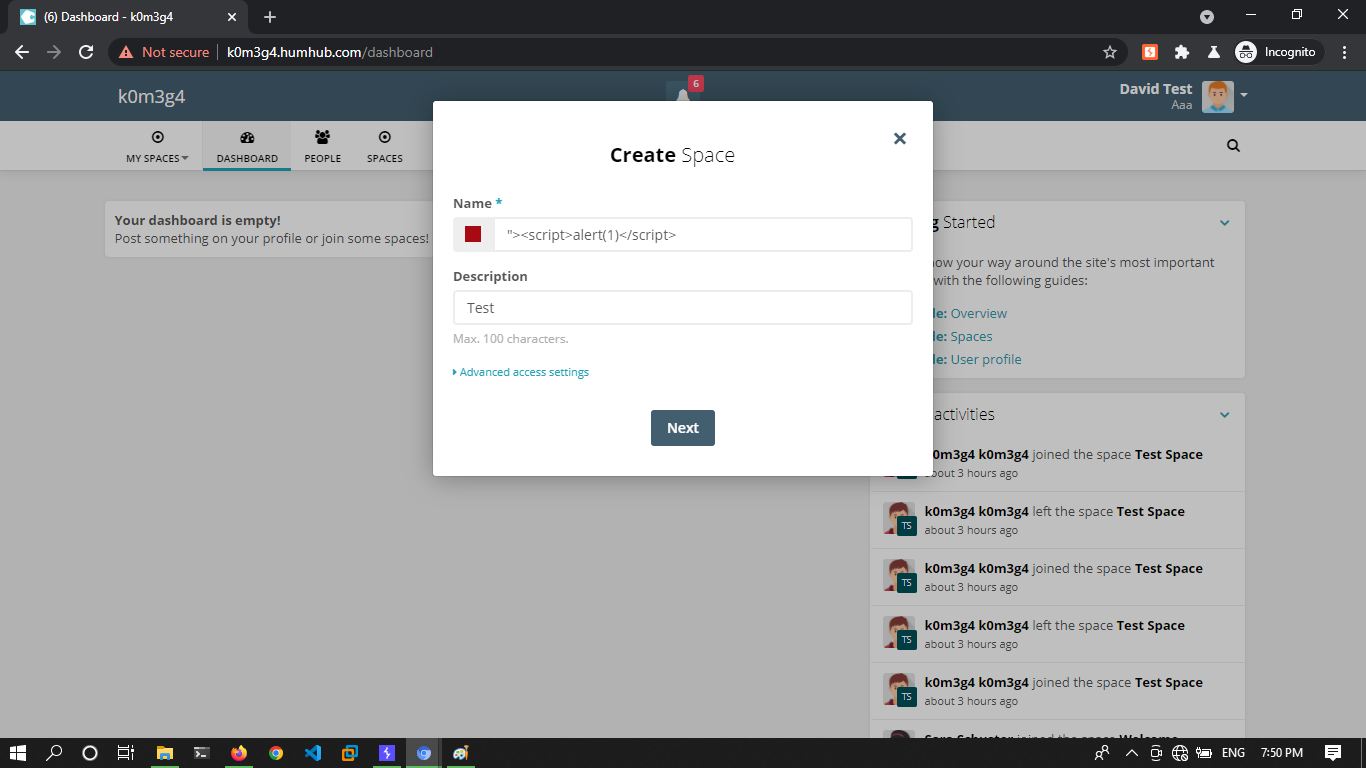 (6) Dashboard - k0m3g4
Not secure
k0m3g4.humhub.com/dashboard
Incognito
k0m3g4
6
David Test
Aaa
MY SPACES
DASHBOARD
PEOPLE
SPACES
Your dashboard is empty!
Post something on your profile or join some spaces!
Create Space
Name *
"><script>alert(1)</script>
Description
Test
Max. 100 characters.
Advanced access settings
Next
Started
your way around the site's most important
with the following guides:
Overview
Spaces
User profile
activities
k0m3g4 joined the space Test Space
about 3 hours ago
TS
k0m3g4 k0m3g4 left the space Test Space
about 3 hours ago
TS
k0m3g4 k0m3g4 joined the space Test Space
about 3 hours ago
TS
k0m3g4 k0m3g4 left the space Test Space
about 3 hours ago
TS
k0m3g4 k0m3g4 joined the space Test Space
about 3 hours ago
ENG
7:50 PM